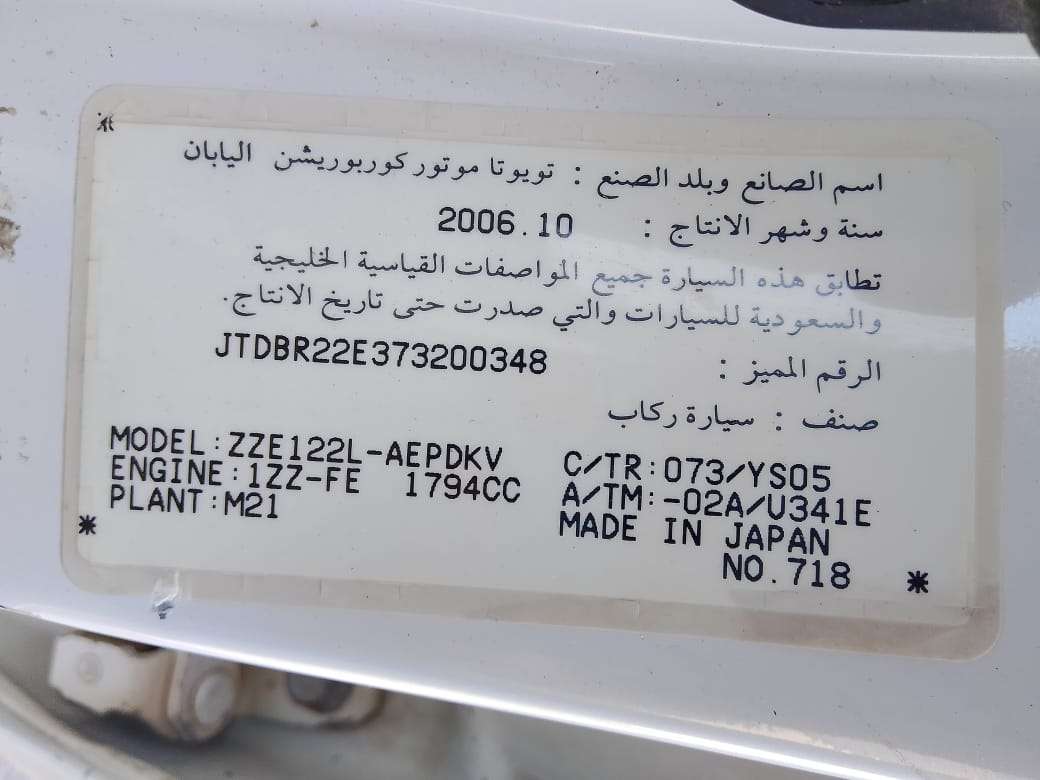 اسم الصانع وبلد الصنع : تويوتا موتور كوربوريشن اليابان
سنة وشهر الانتاج : 2006.10
تطابق هذه السيارة جميع المواصفات القياسية الخليجية
والسعودية للسيارات والتي صدرت حتى تاريخ الانتاج.
الرقم المميز : JTDBR22E373200348
صنف : سيارة ركاب
MODEL:ZZE122L-AEPDKV C/TR:073/YS05
ENGINE:1ZZ-FE 1794CC A/TM:-02A/U341E
PLANT:M21 MADE IN JAPAN
NO.718